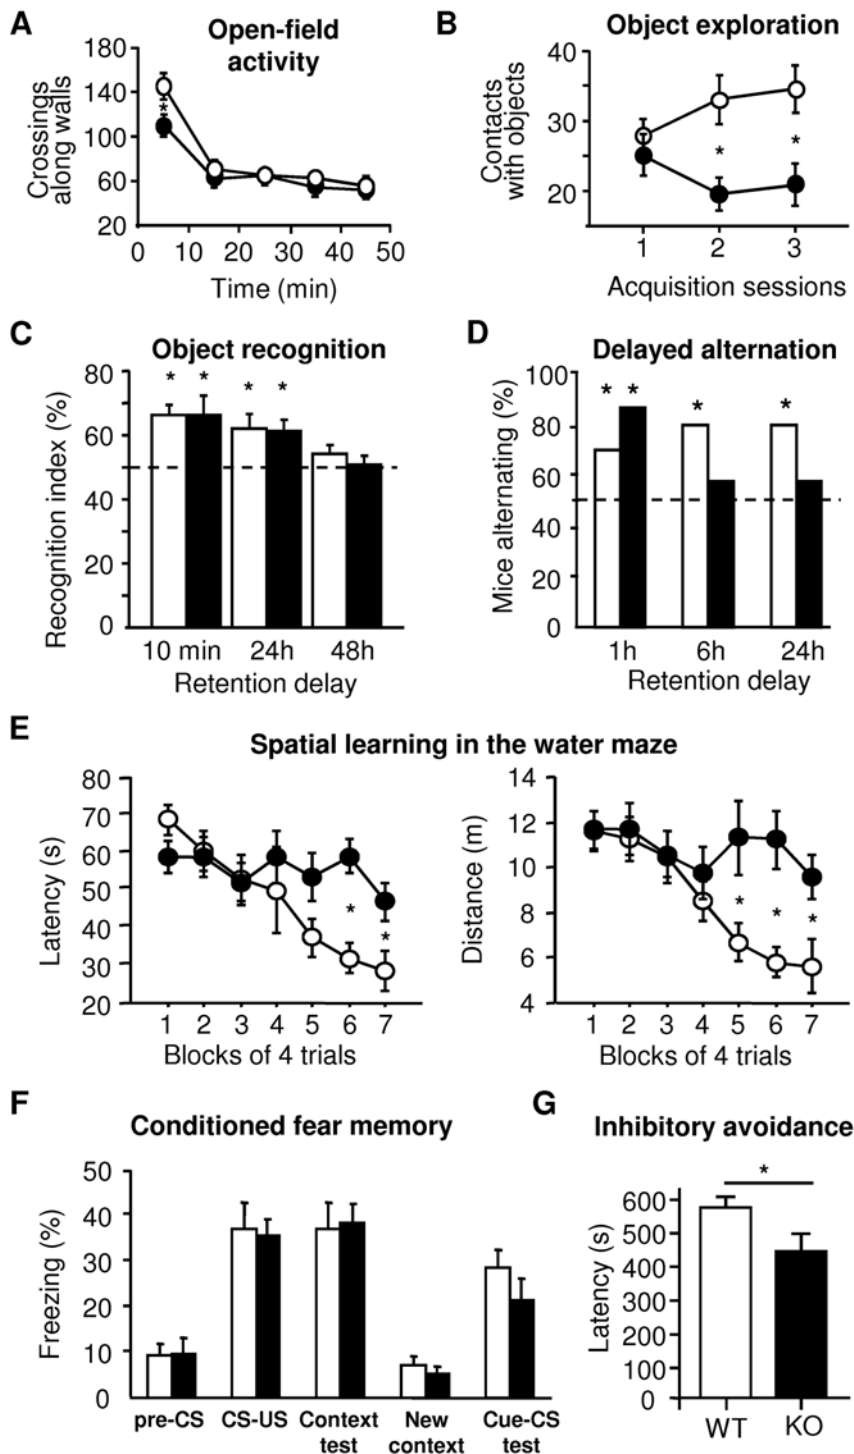 A
Open-field
activity
Crossings
along walls
180
140
100
60
20
*
0 10 20 30 40 50
Time (min)
B
Object exploration
Contacts
with objects
40
30
20
* *
1 2 3
Acquisition sessions
C
Object recognition
Recognition index (%)
80
60
40
20
0
* * * *
10 min 24h 48h
Retention delay
D
Delayed alternation
Mice alternating (%)
100
80
60
40
20
0
* * * *
1h 6h 24h
Retention delay
E
Spatial learning in the water maze
Latency (s)
80
70
60
50
40
30
20
* *
1 2 3 4 5 6 7
Blocks of 4 trials
Distance (m)
14
12
10
8
6
4
* * *
1 2 3 4 5 6 7
Blocks of 4 trials
F
Conditioned fear memory
Freezing (%)
50
40
30
20
10
0
pre-CS CS-US Context New Cue-CS
test context test
G
Inhibitory avoidance
*
Latency (s)
600
500
400
300
200
100
0
WT KO